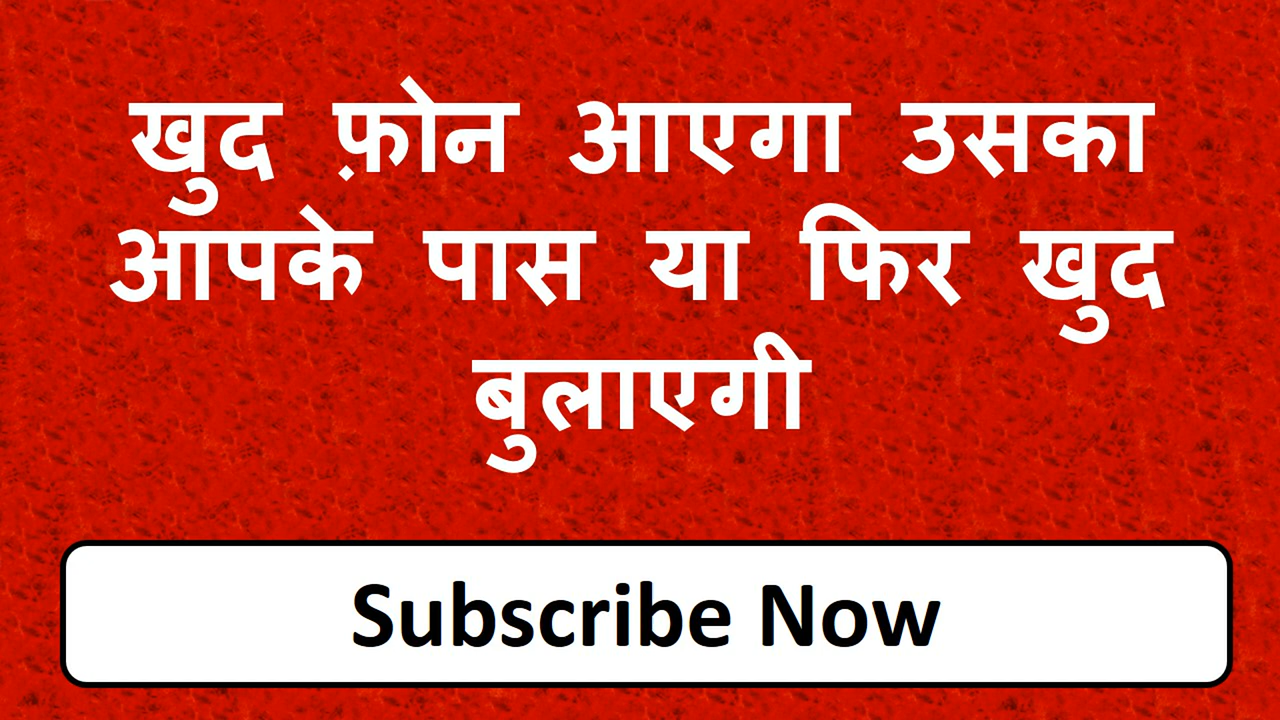 खुद फ़ोन आएगा उसका
आपके पास या फिर खुद
बुलाएगी
Subscribe Now